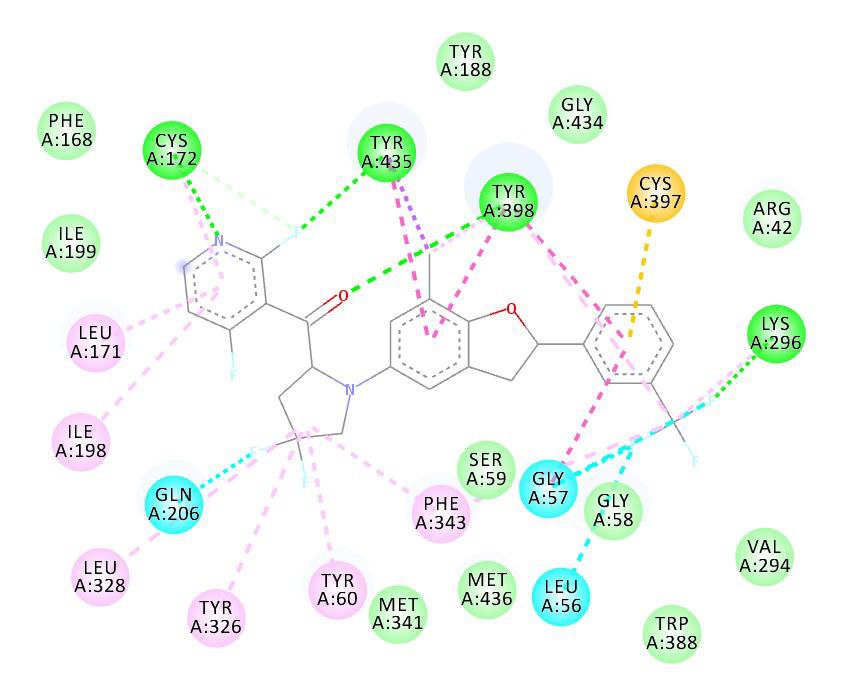 TYR
A:188
GLY
A:434
PHE
A:168
CYS
A:172
TYR
A:435
TYR
A:398
CYS
A:397
ARG
A:42
ILE
A:199
N
F
O
O
LEU
A:171
LYS
A:296
F
N
F
F
ILE
A:198
F
F
F
SER
A:59
GLN
A:206
PHE
A:343
GLY
A:57
GLY
A:58
LEU
A:328
TYR
A:326
TYR
A:60
MET
A:341
MET
A:436
LEU
A:56
VAL
A:294
TRP
A:388